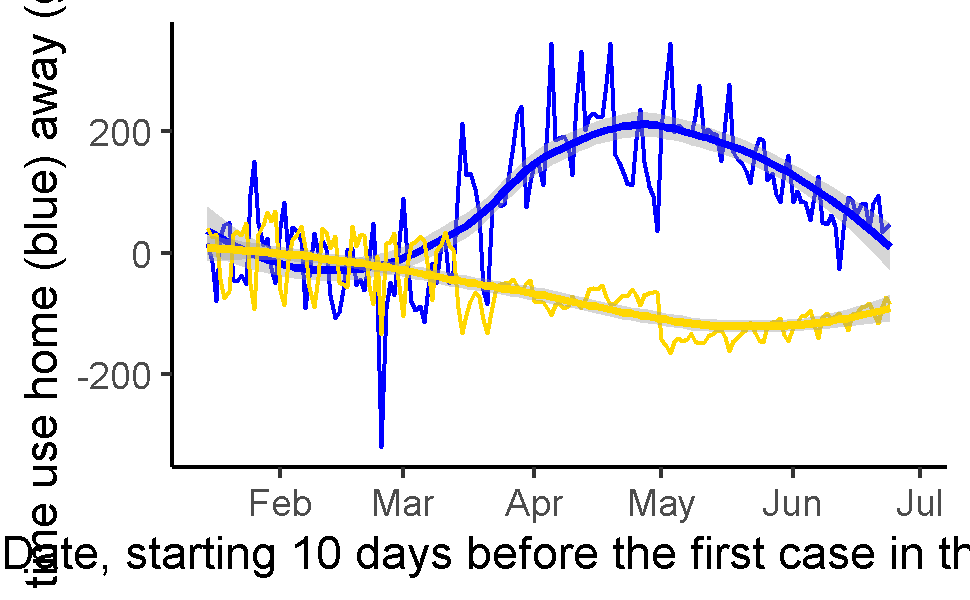 time use home (blue) away (
200
0
-200
Feb Mar Apr May Jun Jul
Date, starting 10 days before the first case in th